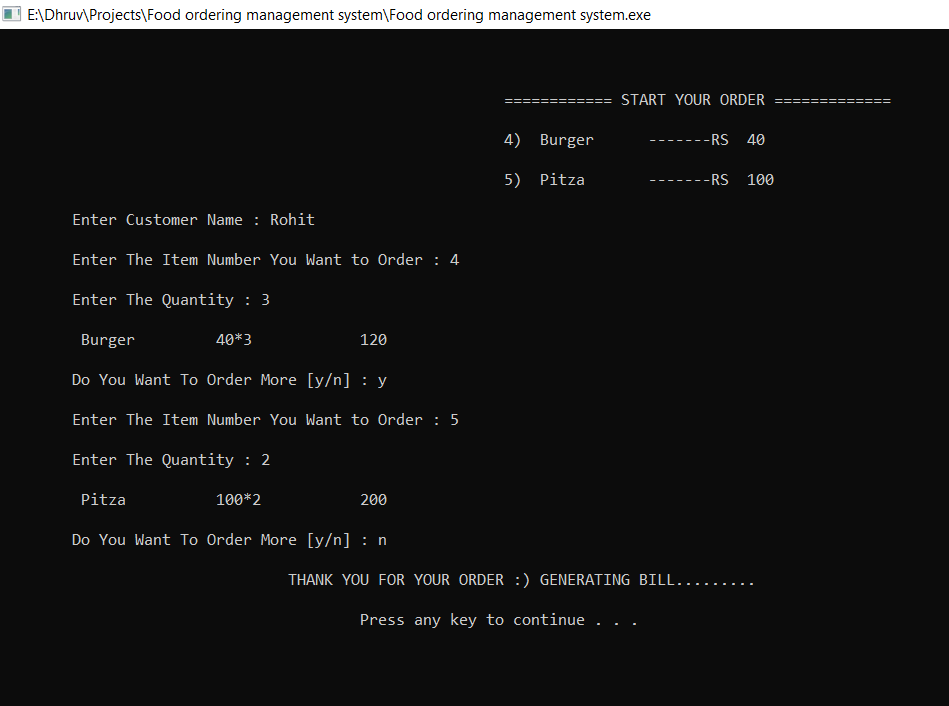 E:\Dhruv\Projects\Food ordering management system\Food ordering management system.exe
============ START YOUR ORDER =============
4) Burger -------RS 40
5) Pitza -------RS 100
Enter Customer Name : Rohit
Enter The Item Number You Want to Order : 4
Enter The Quantity : 3
Burger 40*3 120
Do You Want To Order More [y/n] : y
Enter The Item Number You Want to Order : 5
Enter The Quantity : 2
Pitza 100*2 200
Do You Want To Order More [y/n] : n
THANK YOU FOR YOUR ORDER :) GENERATING BILL.........
Press any key to continue . . .